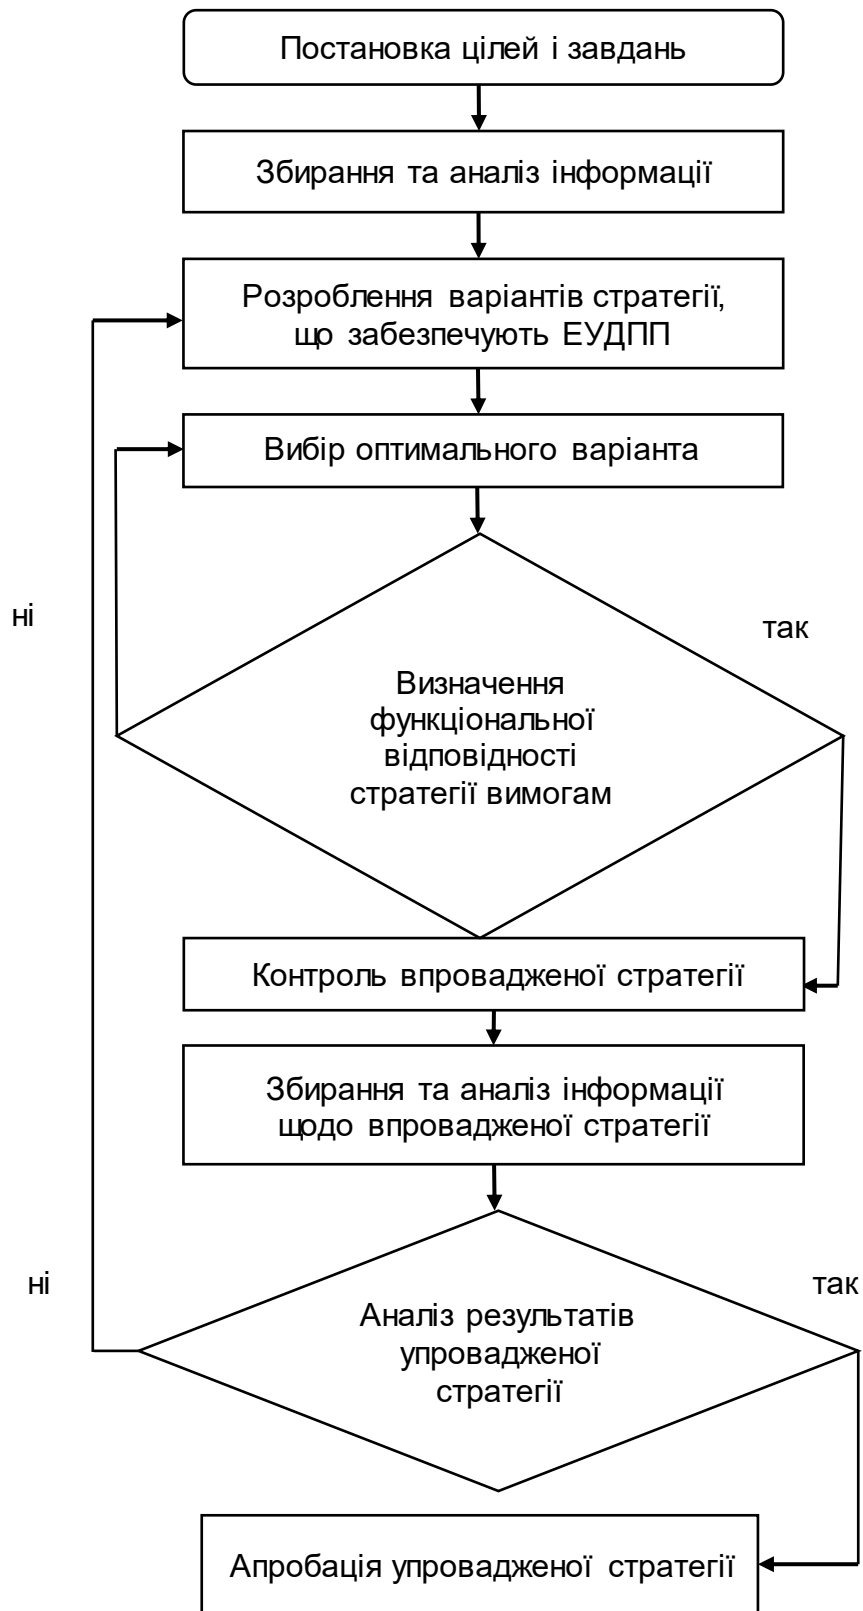 Постановка цілей і завдань
Збирання та аналіз інформації
Розроблення варіантів стратегії,
що забезпечують ЕУДПП
Вибір оптимального варіанта
ні
так
Визначення
функціональної
відповідності
стратегії вимогам
Контроль впровадженої стратегії
Збирання та аналіз інформації
щодо впровадженої стратегії
ні
так
Аналіз результатів
упровадженої
стратегії
Апробація упровадженої стратегії